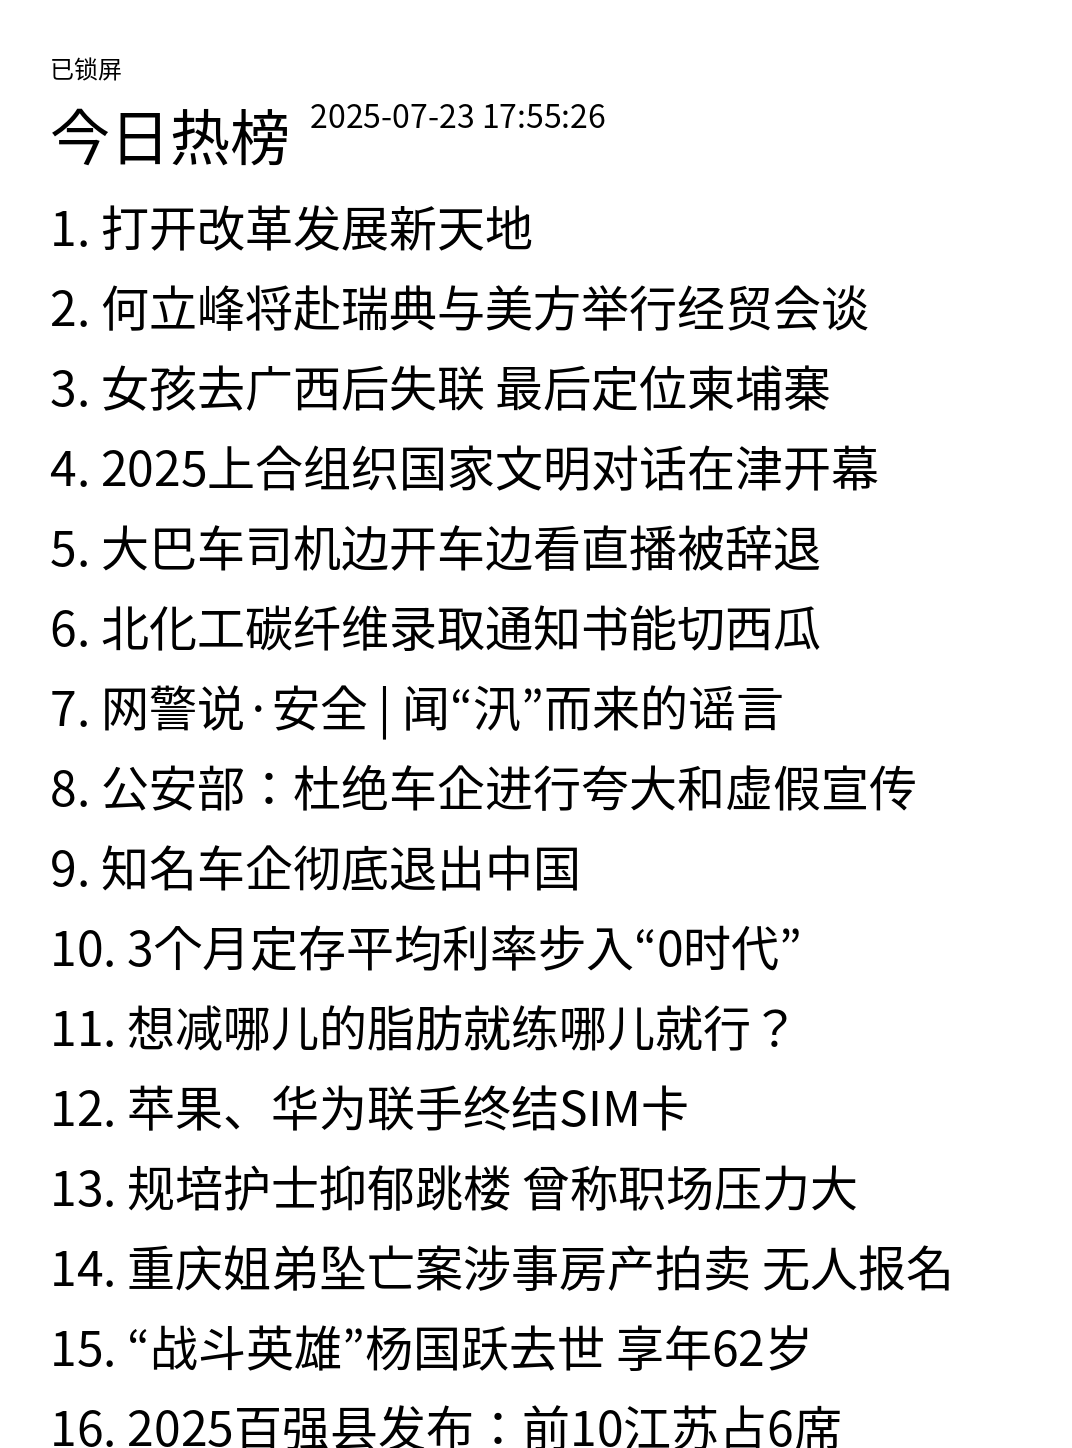 已锁屏
今日热榜 2025-07-23 17:55:26
1. 打开改革发展新天地
2. 何立峰将赴瑞典与美方举行经贸会谈
3. 女孩去广西后失联 最后定位柬埔寨
4. 2025上合组织国家文明对话在津开幕
5. 大巴车司机边开车边看直播被辞退
6. 北化工碳纤维录取通知书能切西瓜
7. 网警说·安全 | 闻“汛”而来的谣言
8. 公安部：杜绝车企进行夸大和虚假宣传
9. 知名车企彻底退出中国
10. 3个月定存平均利率步入“0时代”
11. 想减哪儿的脂肪就练哪儿就行？
12. 苹果、华为联手终结SIM卡
13. 规培护士抑郁跳楼 曾称职场压力大
14. 重庆姐弟坠亡案涉事房产拍卖 无人报名
15. “战斗英雄”杨国跃去世 享年62岁
16. 2025百强县发布：前10江苏占6席